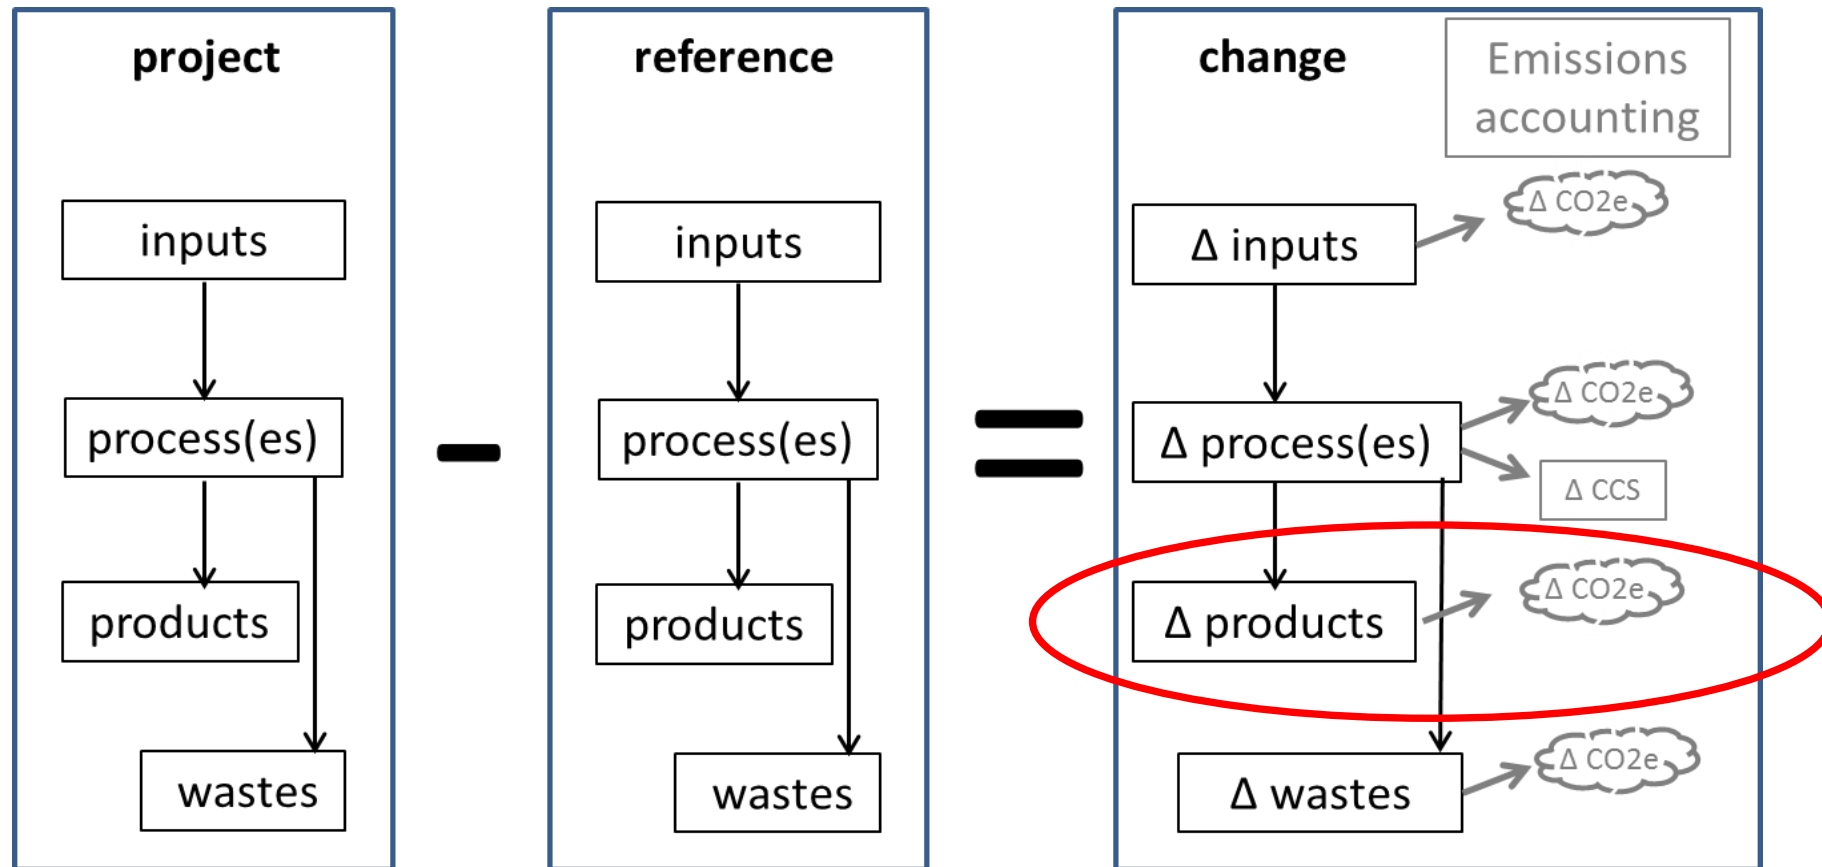 project
inputs
process(es)
products
wastes
-
reference
inputs
process(es)
products
wastes
=
change
Emissions
accounting
Δ inputs
Δ CO2e
Δ process(es)
Δ CO2e
Δ CCS
Δ products
Δ CO2e
Δ wastes
Δ CO2e